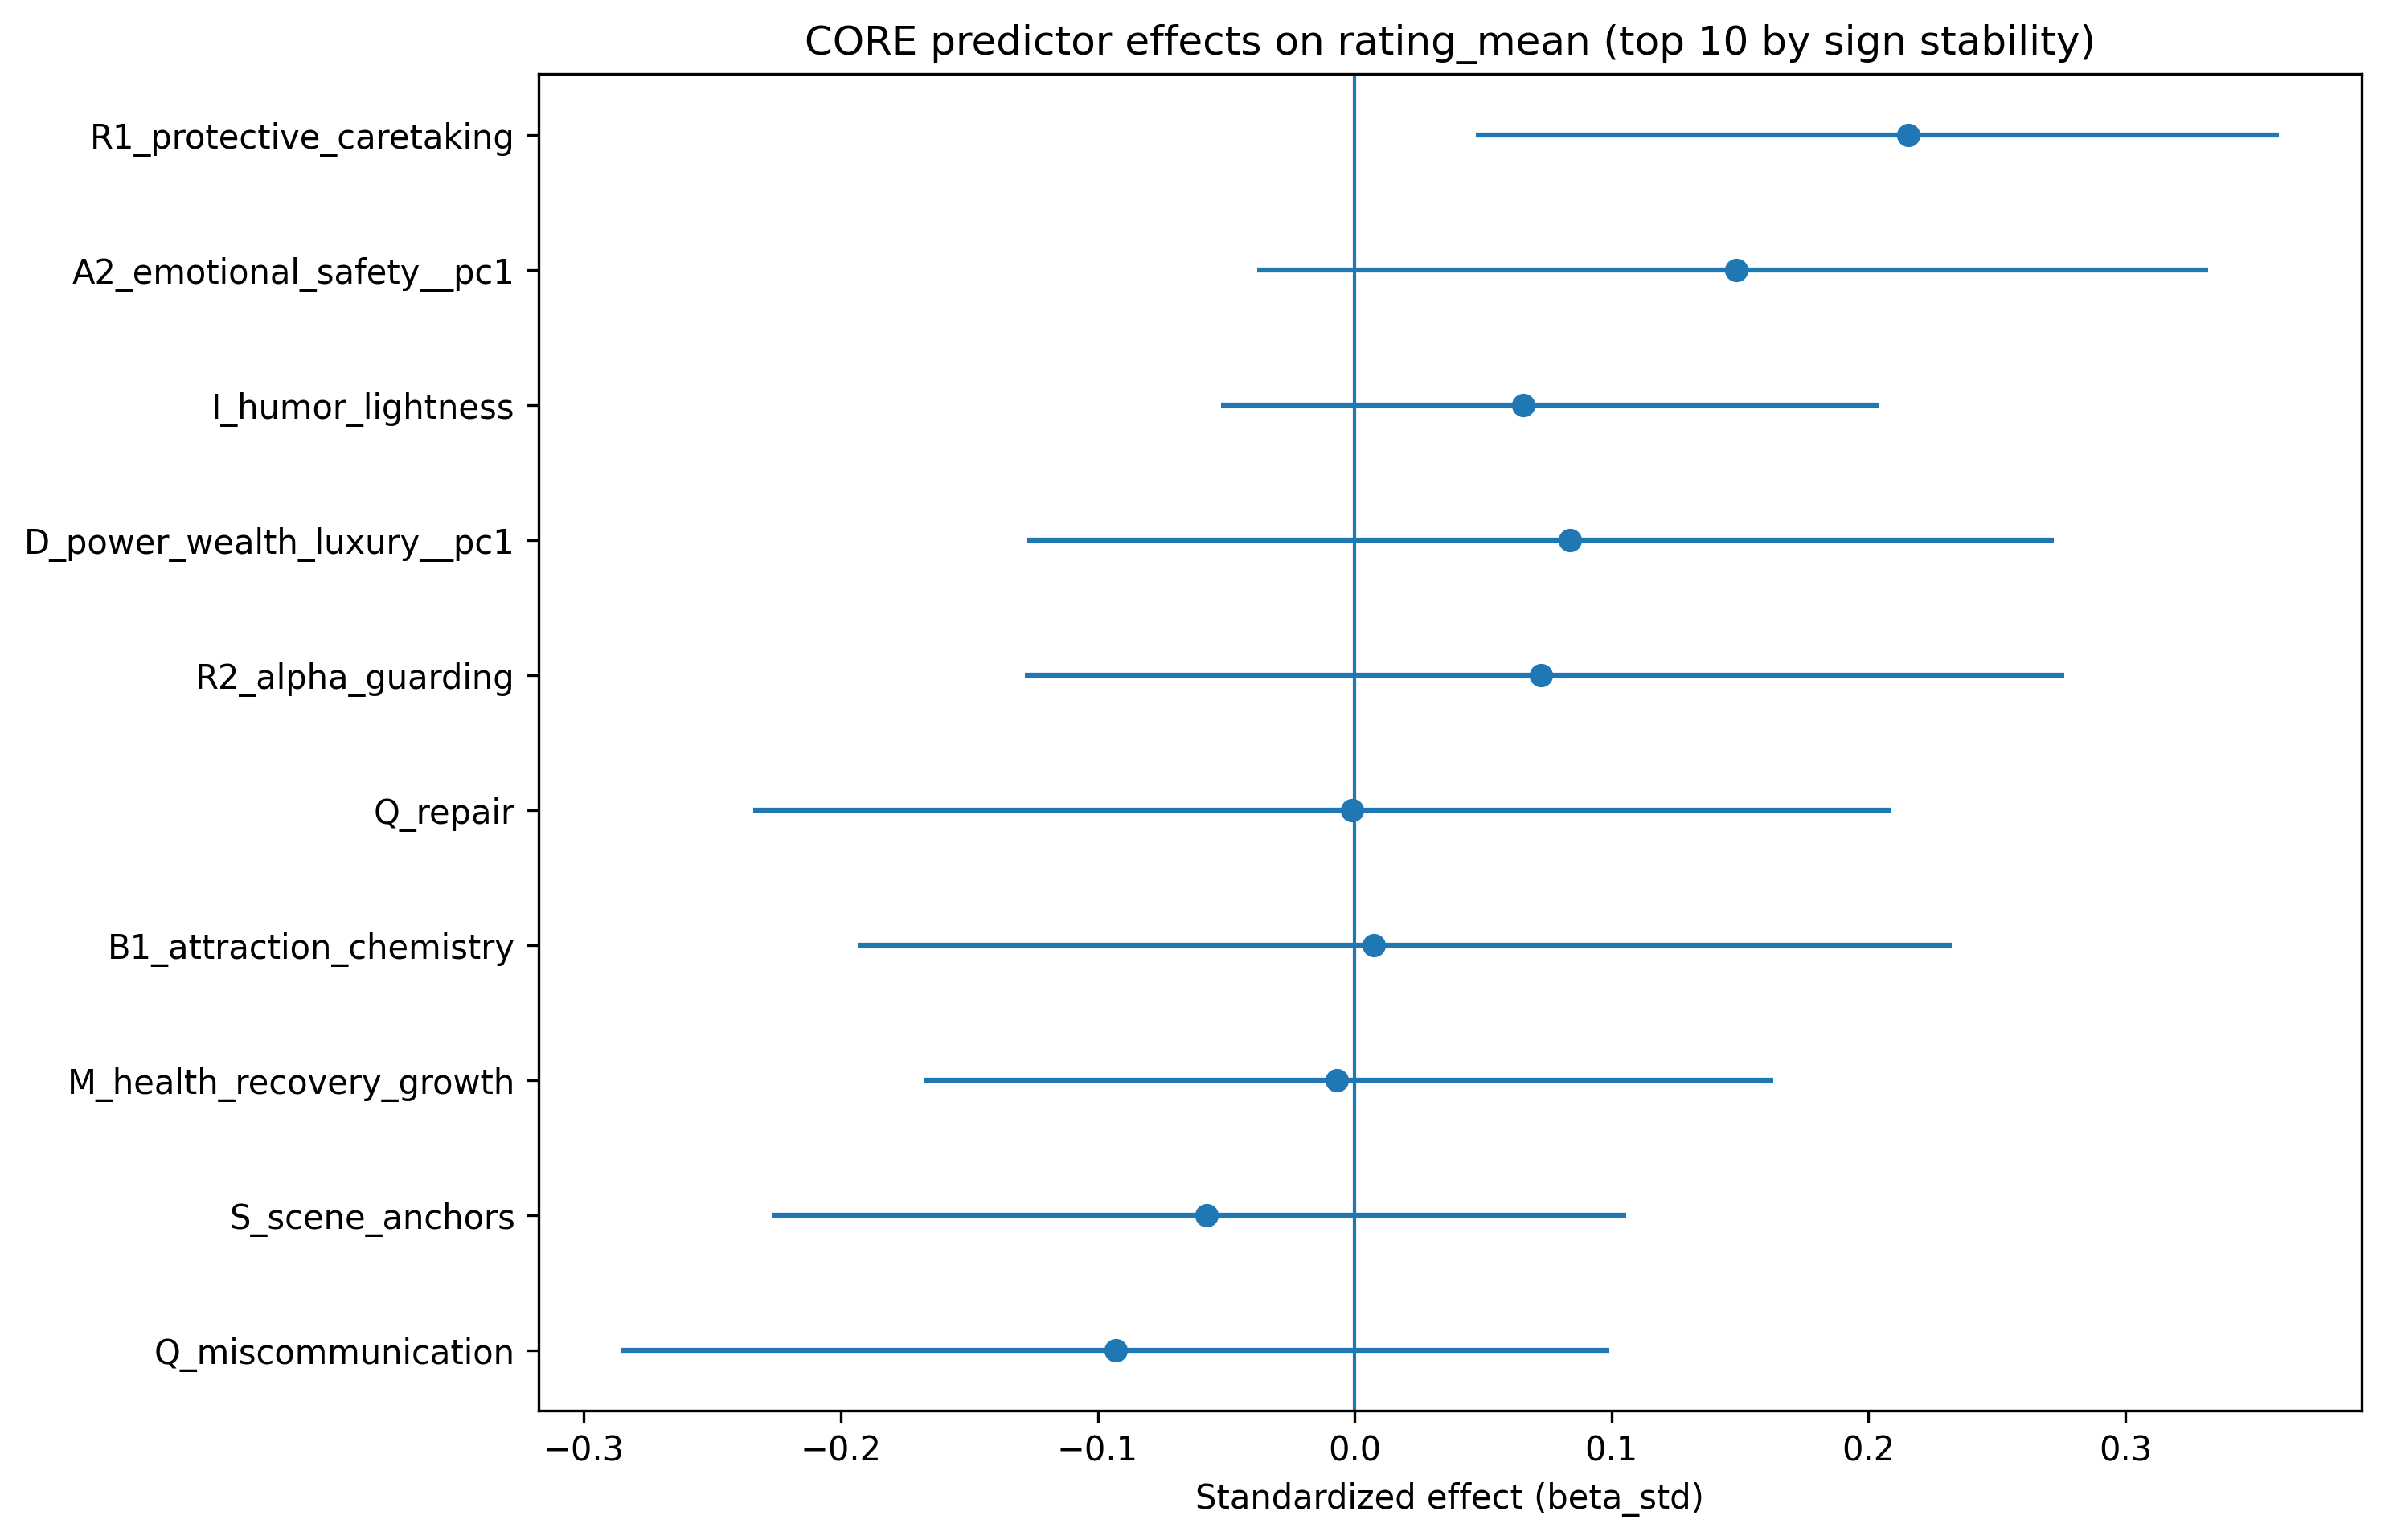 CORE predictor effects on rating_mean (top 10 by sign stability)
R1_protective_caretaking
A2_emotional_safety__pc1
I_humor_lightness
D_power_wealth_luxury__pc1
R2_alpha_guarding
Q_repair
B1_attraction_chemistry
M_health_recovery_growth
S_scene_anchors
Q_miscommunication
−0.3 −0.2 −0.1 0.0 0.1 0.2 0.3
Standardized effect (beta_std)